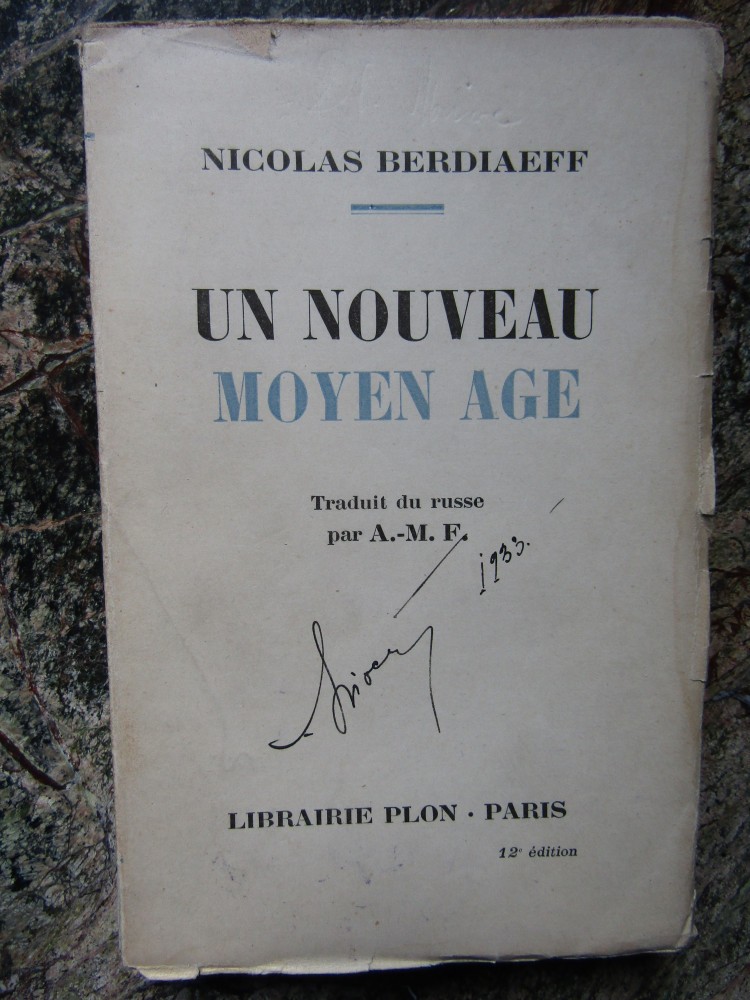 NICOLAS BERDIAEFF
UN NOUVEAU
MOYEN AGE
Traduit du russe
par A.-M. F.
1933.
LIBRAIRIE PLON · PARIS
12e édition